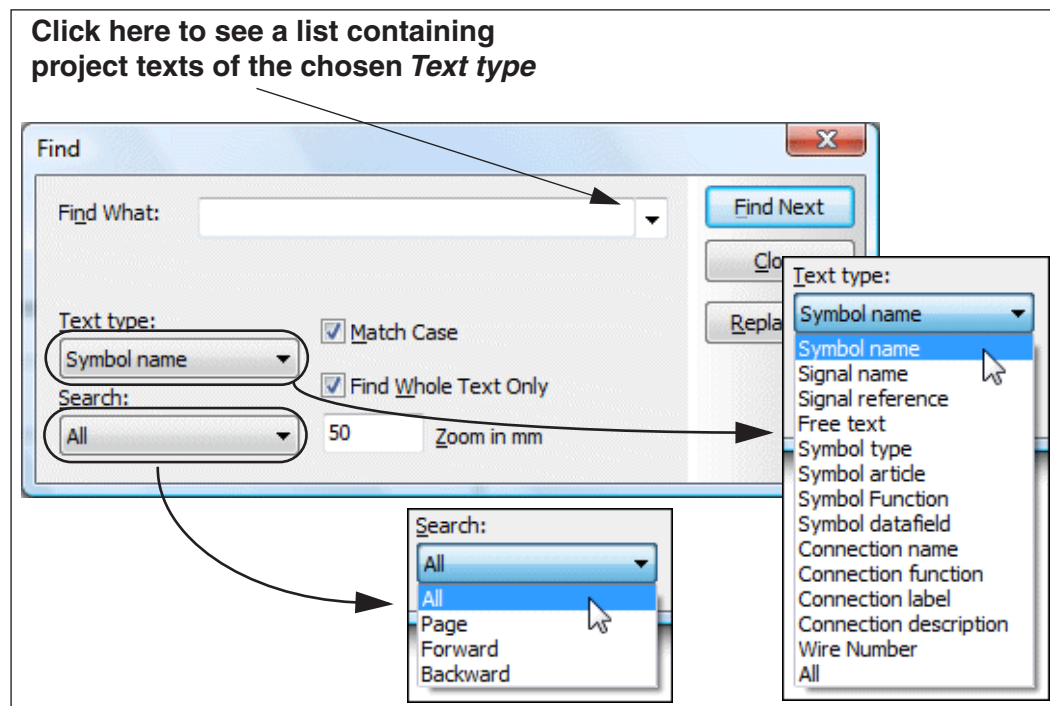 Click here to see a list containing
project texts of the chosen Text type
Find
Find What:
Find Next
Clo
Repla
Text type:
Symbol name
Match Case
Find Whole Text Only
Search:
All
50 Zoom in mm
Text type:
Symbol name
Symbol name
Signal name
Signal reference
Free text
Symbol type
Symbol article
Symbol Function
Symbol datafield
Connection name
Connection function
Connection label
Connection description
Wire Number
All
Search:
All
All
Page
Forward
Backward